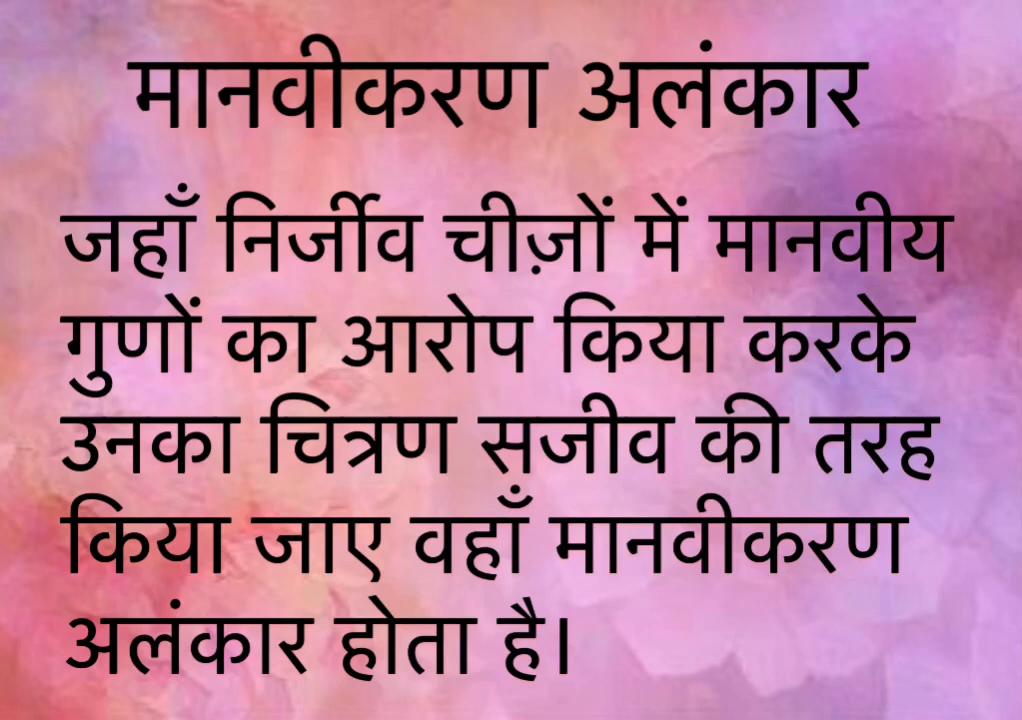 मानवीकरण अलंकार
जहाँ निर्जीव चीज़ों में मानवीय
गुणों का आरोप किया करके
उनका चित्रण सजीव की तरह
किया जाए वहाँ मानवीकरण
अलंकार होता है।